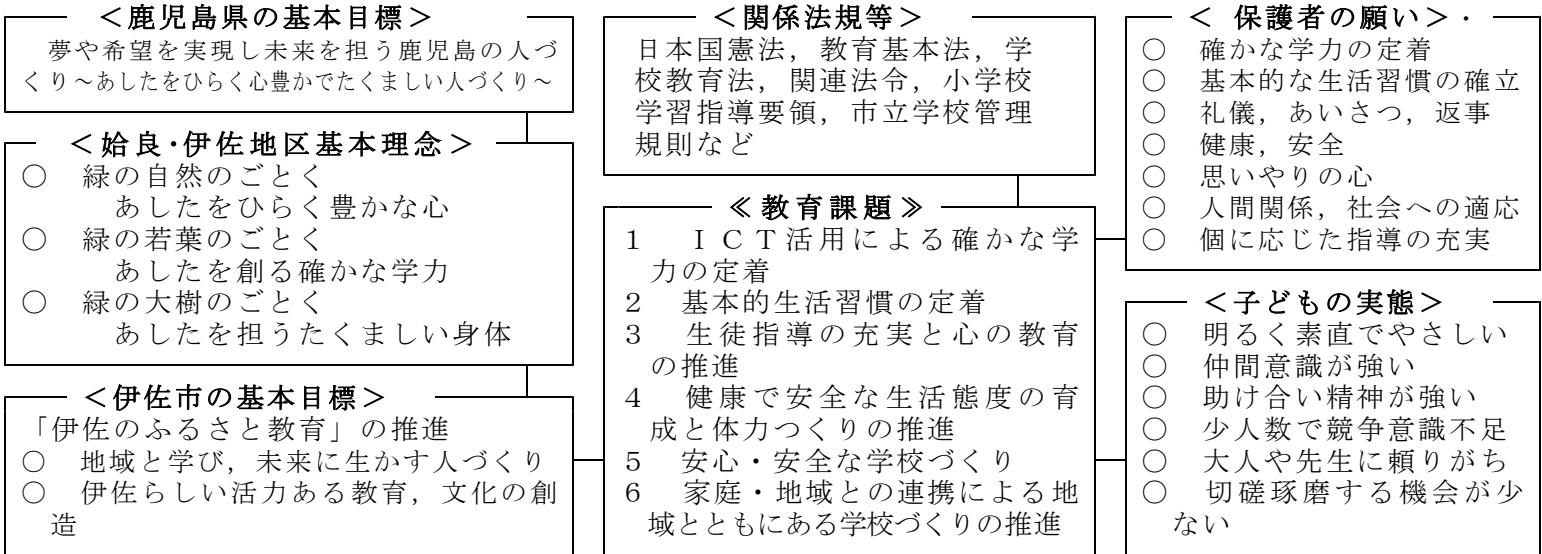 ＜鹿児島県の基本目標＞
夢や希望を実現し未来を担う鹿児島の人づ
くり～あしたをひらく心豊かでたくましい人づくり～
＜姶良･伊佐地区基本理念＞
○　緑の自然のごとく
あしたをひらく豊かな心
○　緑の若葉のごとく
あしたを創る確かな学力
○　緑の大樹のごとく
あしたを担うたくましい身体
＜伊佐市の基本目標＞
「伊佐のふるさと教育」の推進
○　地域と学び，未来に生かす人づくり
○　伊佐らしい活力ある教育，文化の創
造
＜関係法規等＞
日本国憲法，教育基本法，学
校教育法，関連法令，小学校
学習指導要領，市立学校管理
規則など
≪教育課題≫
1　ＩＣＴ活用による確かな学
力の定着
2　基本的生活習慣の定着
3　生徒指導の充実と心の教育
の推進
4　健康で安全な生活態度の育
成と体力つくりの推進
5　安心・安全な学校づくり
6　家庭・地域との連携による地
域とともにある学校づくりの推進
＜ 保護者の願い＞・
○　確かな学力の定着
○　基本的な生活習慣の確立
○　礼儀，あいさつ，返事
○　健康，安全
○　思いやりの心
○　人間関係，社会への適応
○　個に応じた指導の充実
＜子どもの実態＞
○　明るく素直でやさしい
○　仲間意識が強い
○　助け合い精神が強い
○　少人数で競争意識不足
○　大人や先生に頼りがち
○　切磋琢磨する機会が少
ない